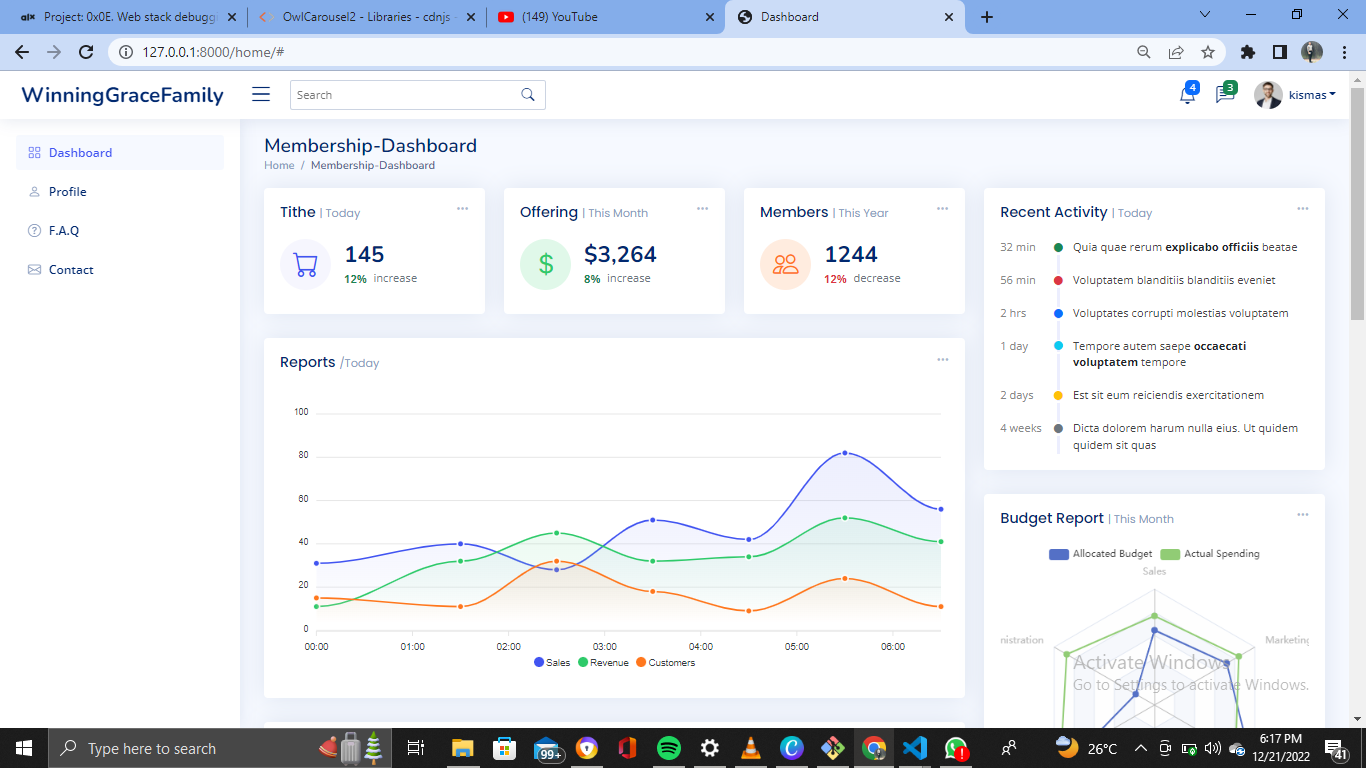 Project: 0x0E. Web stack debuggi
OwlCarousel2 - Libraries - cdnjs -
(149) YouTube
Dashboard
127.0.0.1:8000/home/#
WinningGraceFamily
Search
4
3
kismas
Dashboard
Profile
F.A.Q
Contact
Membership-Dashboard
Home / Membership-Dashboard
Tithe | Today
145
12% increase
Offering | This Month
$3,264
8% increase
Members | This Year
1244
12% decrease
Recent Activity | Today
32 min Quia quae rerum explicabo officiis beatae
56 min Voluptatem blanditiis blanditiis eveniet
2 hrs Voluptates corrupti molestias voluptatem
1 day Tempore autem saepe occaecati
voluptatem tempore
2 days Est sit eum reiciendis exercitationem
4 weeks Dicta dolorem harum nulla eius. Ut quidem
quidem sit quas
Reports /Today
100
80
60
40
20
0
00:00 01:00 02:00 03:00 04:00 05:00 06:00
Sales Revenue Customers
Budget Report | This Month
Allocated Budget Actual Spending
Sales
nistration
Marketing
Activate Windows
Go to Settings to activate Windows.
Type here to search
99+
26°C
6:17 PM
12/21/2022
41